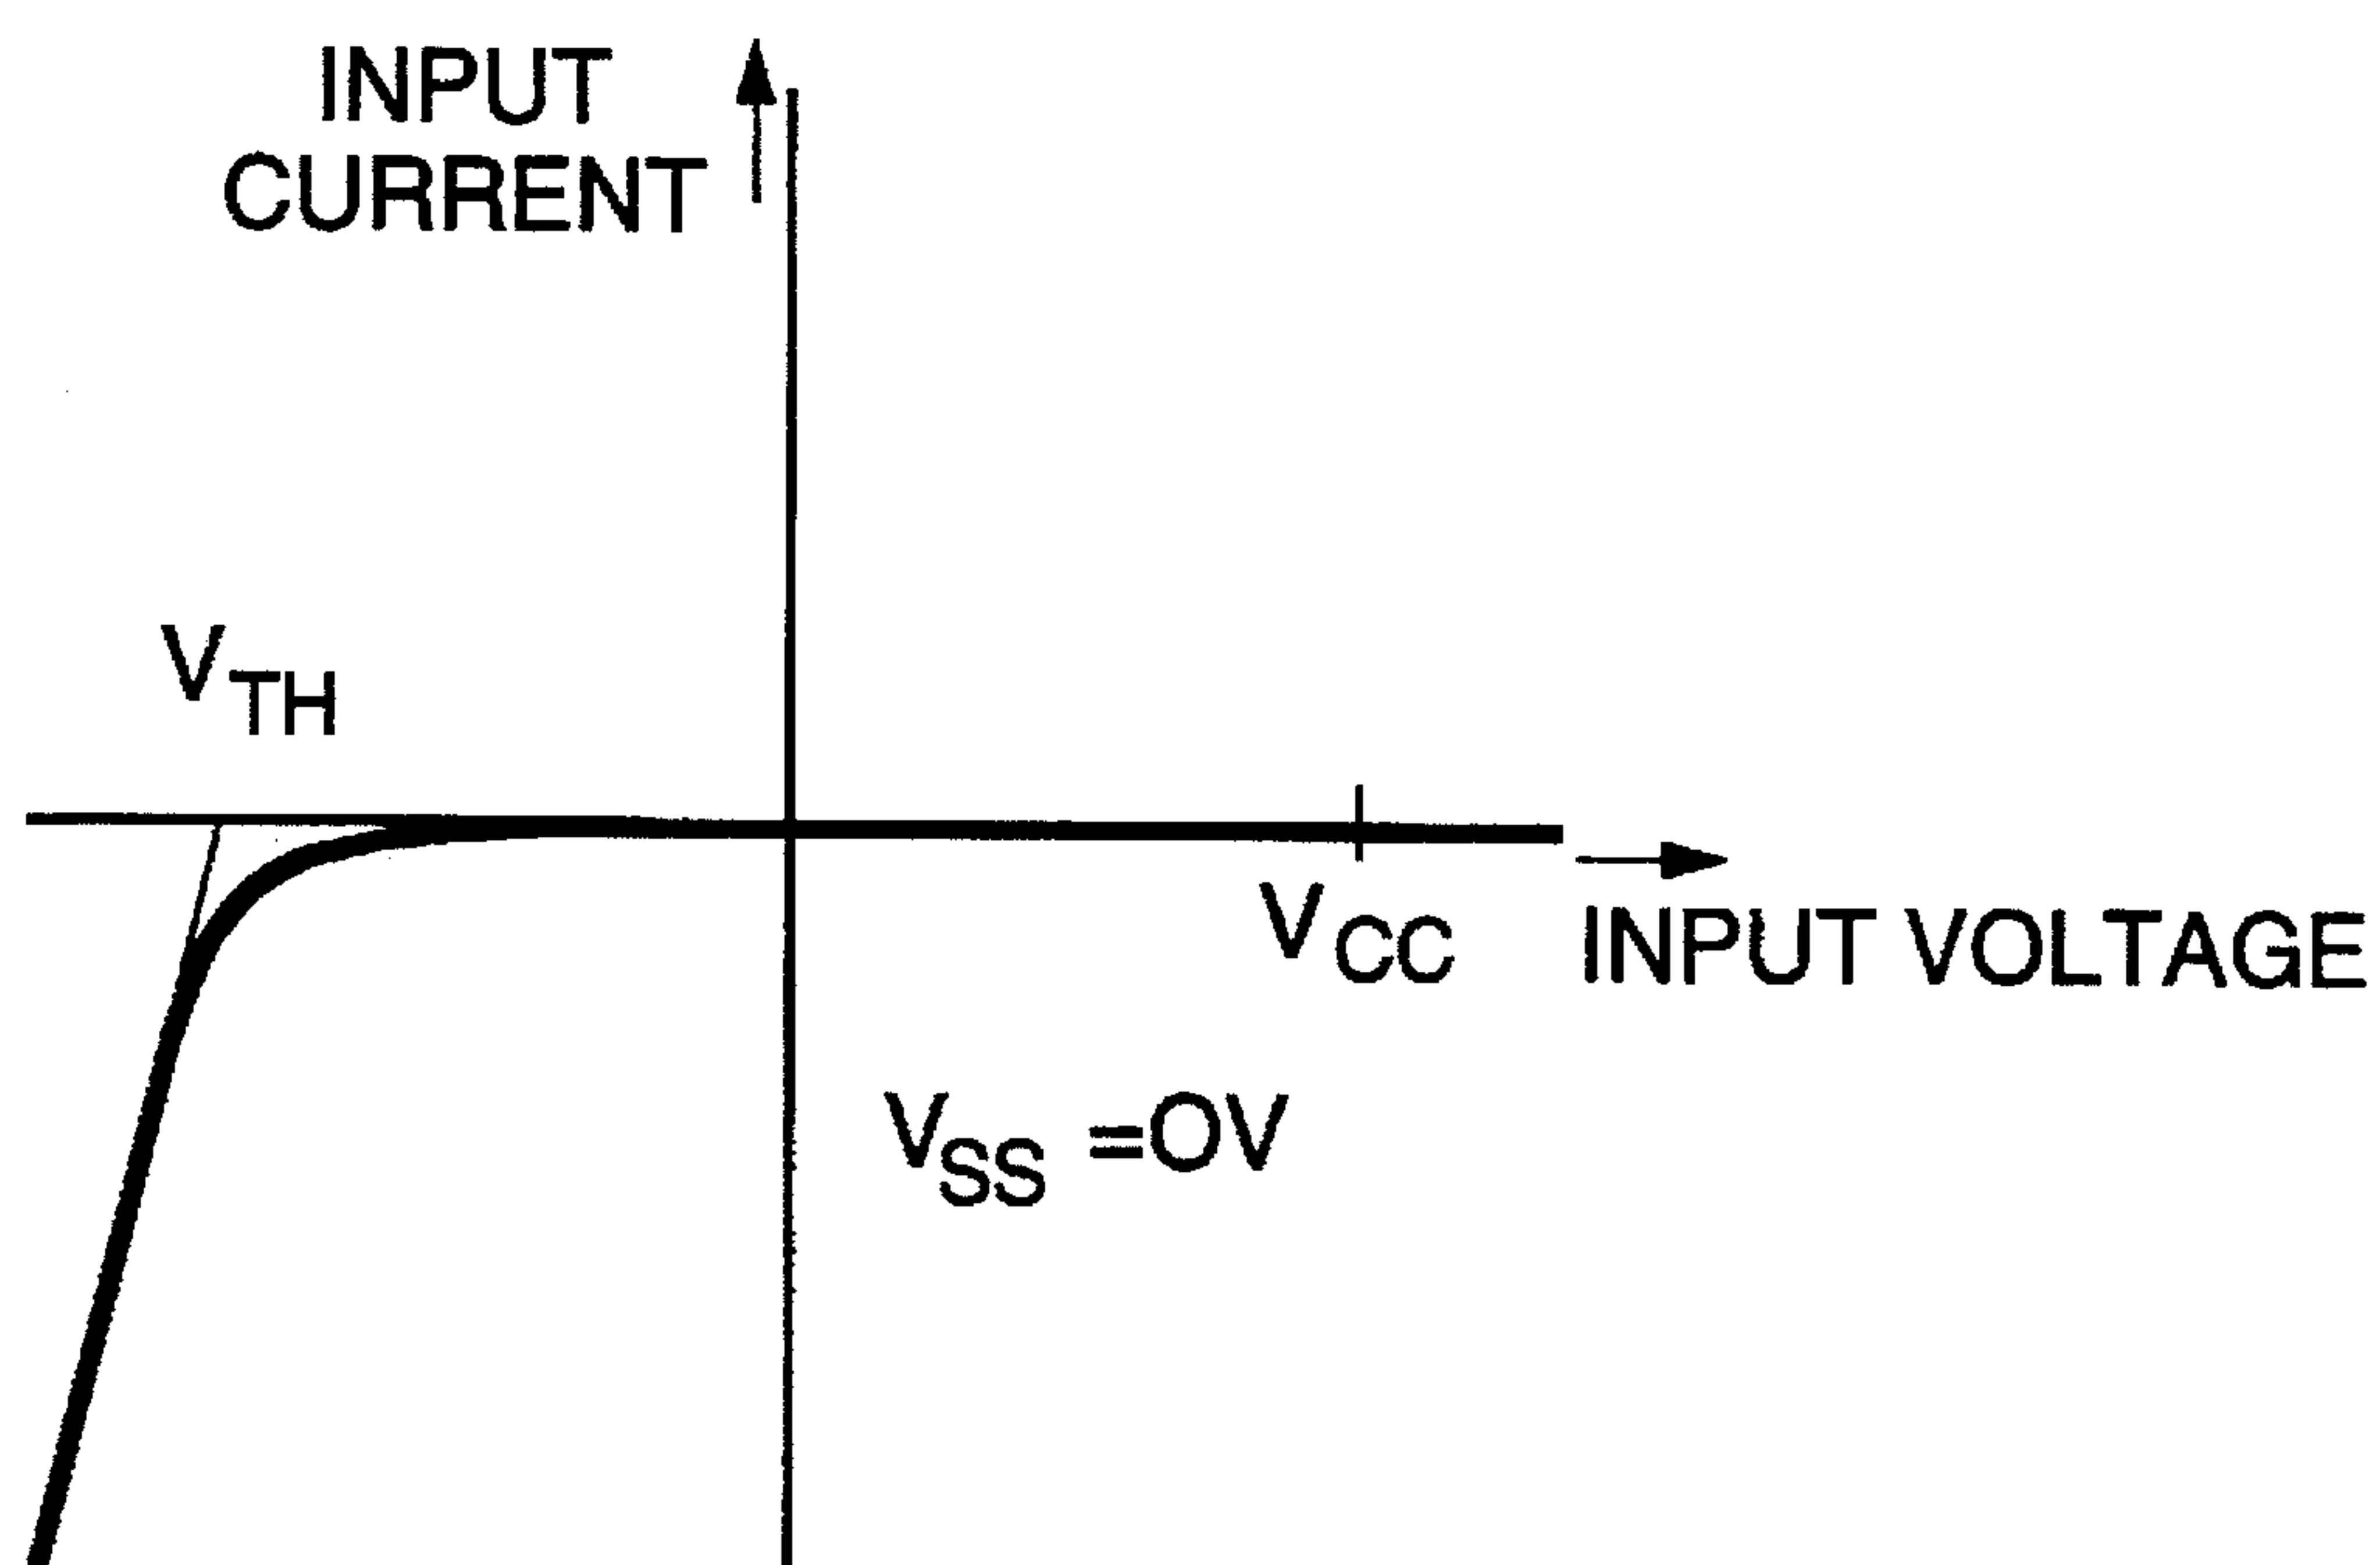 INPUT
CURRENT
VTH
VCC
INPUT VOLTAGE
VSS =OV